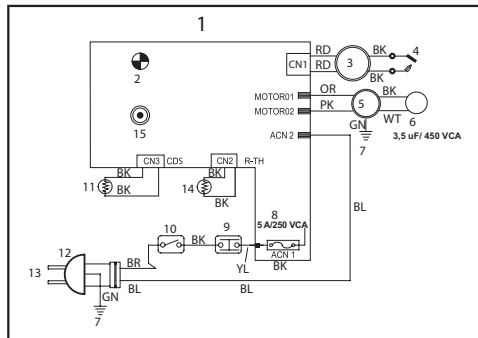 1
2
15
CN1
RD
RD
3
BK
BK
4
MOTOR01
MOTOR02
ACN 2
OR
PK
GN
5
BK
WT
6
7
3,5 uF/ 450 VCA
CN3
CDS
BK
BK
11
CN2
R-TH
BK
BK
14
BL
8
5 A/250 VCA
ACN 1
BK
10
BK
9
YL
12
13
BR
BL
BL
GN
7